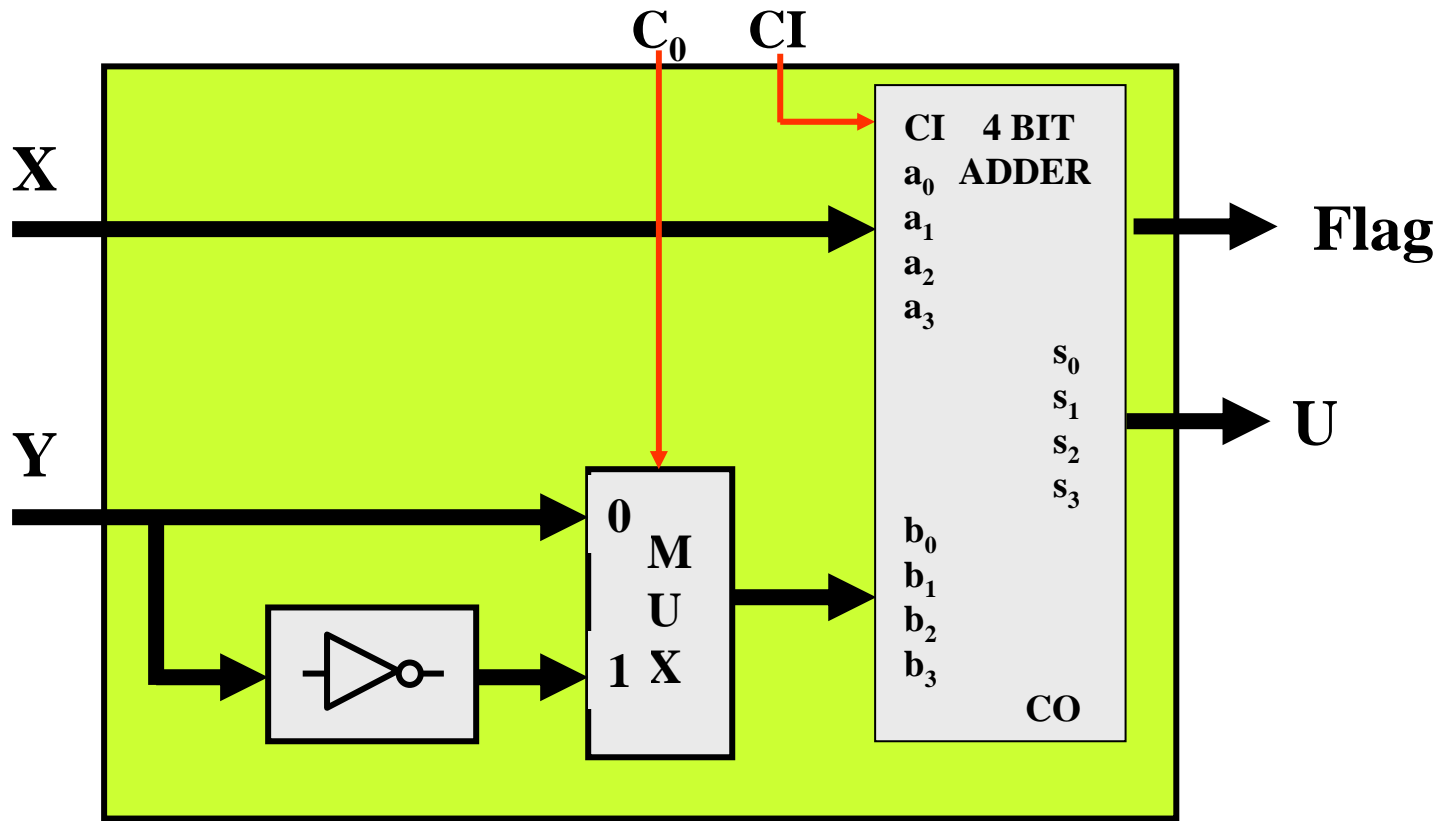 C₀ CI
X
Y
CI 4 BIT
a₀ ADDER
a₁
a₂
a₃
s₀
s₁
s₂
s₃
b₀
b₁
b₂
b₃
CO
0
M
U
1 X
Flag
U